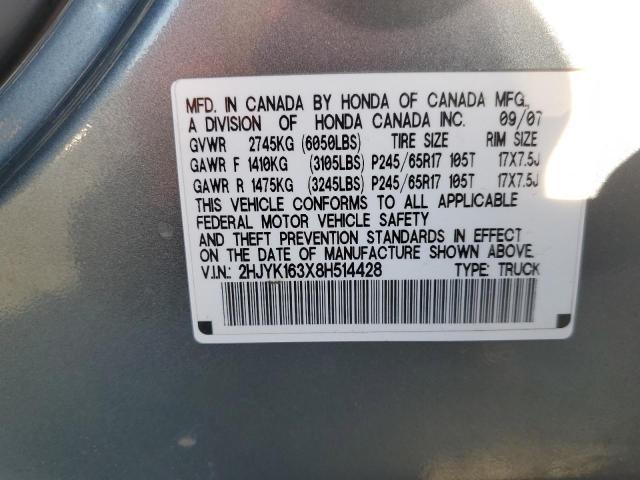 MFD. IN CANADA BY HONDA OF CANADA MFG.,
A DIVISION OF HONDA CANADA INC. 09/07
GVWR 2745KG (6050LBS) TIRE SIZE RIM SIZE
GAWR F 1410KG (3105LBS) P245/65R17 105T 17X7.5J
GAWR R 1475KG (3245LBS) P245/65R17 105T 17X7.5J
THIS VEHICLE CONFORMS TO ALL APPLICABLE
FEDERAL MOTOR VEHICLE SAFETY
AND THEFT PREVENTION STANDARDS IN EFFECT
ON THE DATE OF MANUFACTURE SHOWN ABOVE.
V.I.N.: 2HJYK163X8H514428 TYPE: TRUCK